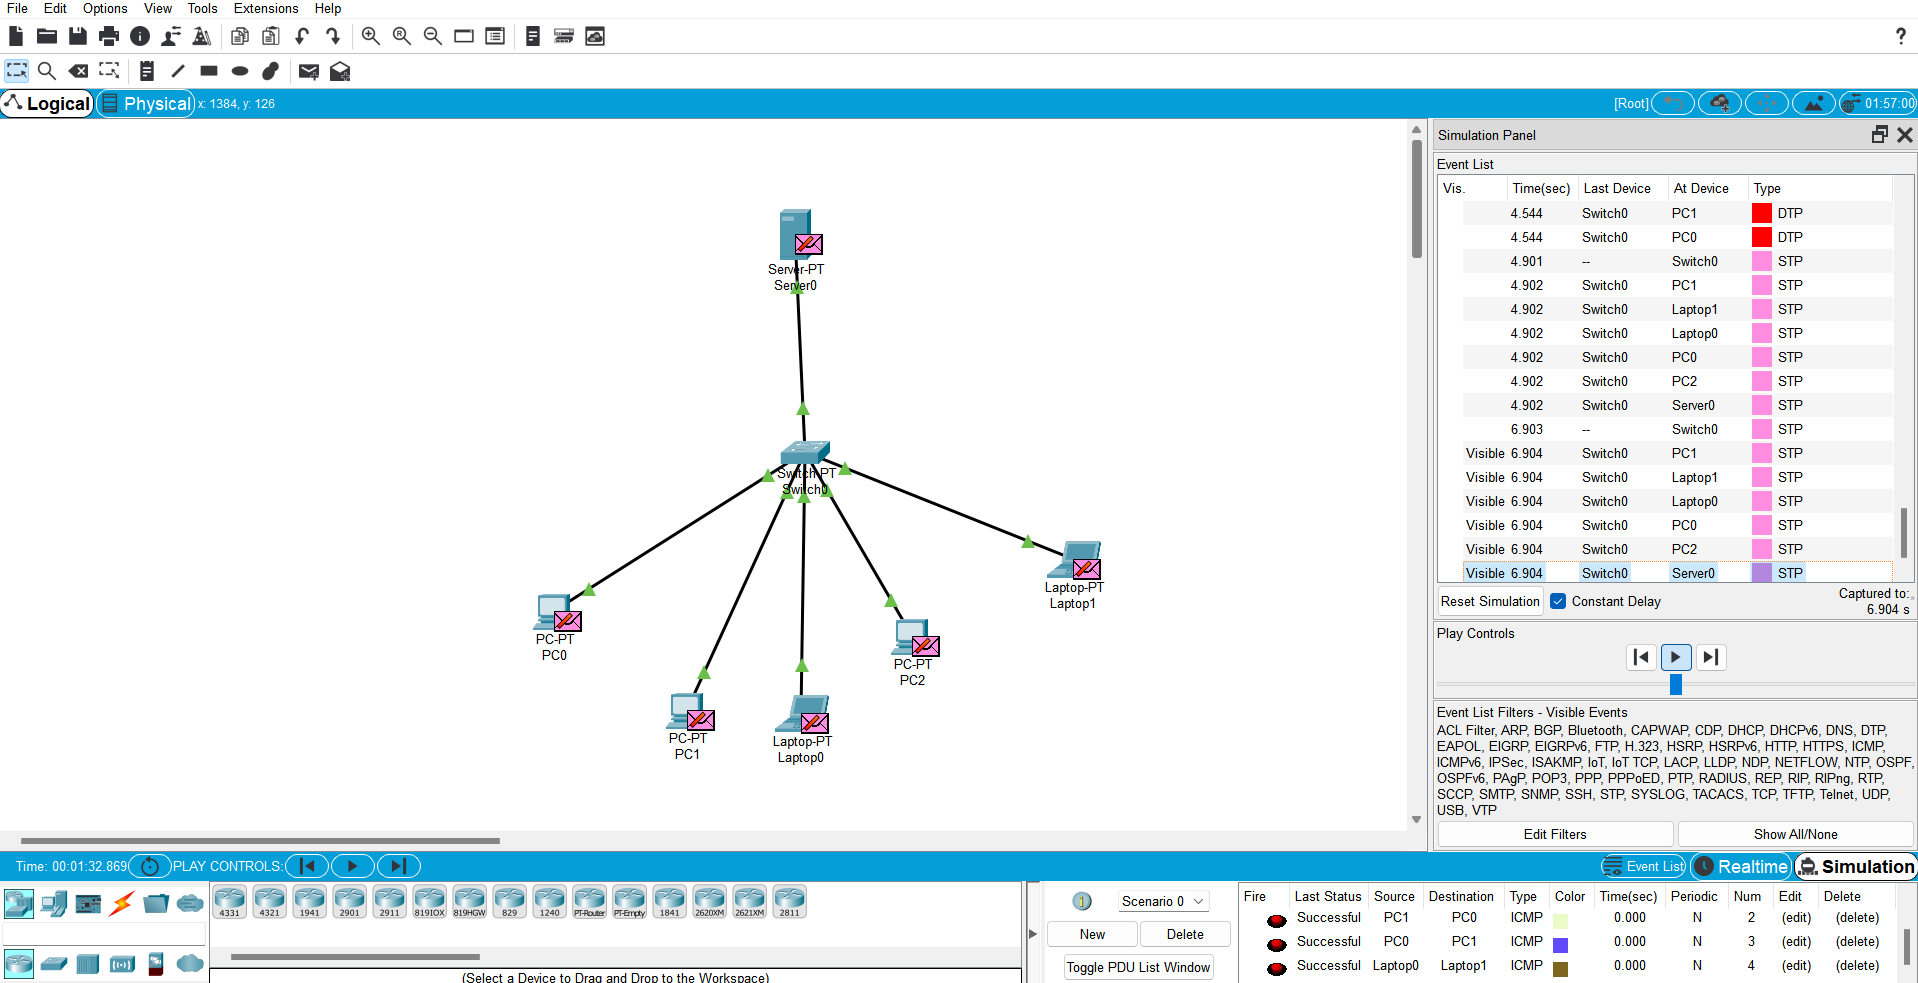 File Edit Options View Tools Extensions Help
?
Logical Physical x: 1384, y: 126 [Root] 01:57:00
Simulation Panel
Event List
Vis. Time(sec) Last Device At Device Type
4.544 Switch0 PC1 DTP
4.544 Switch0 PC0 DTP
4.901 -- Switch0 STP
4.902 Switch0 PC1 STP
4.902 Switch0 Laptop1 STP
4.902 Switch0 Laptop0 STP
4.902 Switch0 PC0 STP
4.902 Switch0 PC2 STP
4.902 Switch0 Server0 STP
6.903 -- Switch0 STP
Visible 6.904 Switch0 PC1 STP
Visible 6.904 Switch0 Laptop1 STP
Visible 6.904 Switch0 Laptop0 STP
Visible 6.904 Switch0 PC0 STP
Visible 6.904 Switch0 PC2 STP
Visible 6.904 Switch0 Server0 STP
Reset Simulation Constant Delay Captured to:
6.904 s
Play Controls
Event List Filters - Visible Events
ACL Filter, ARP, BGP, Bluetooth, CAPWAP, CDP, DHCP, DHCPv6, DNS, DTP,
EAPOL, EIGRP, EIGRPv6, FTP, H.323, HSRP, HSRPv6, HTTP, HTTPS, ICMP,
ICMPv6, IPSec, ISAKMP, IoT, IoT TCP, LACP, LLDP, NDP, NETFLOW, NTP, OSPF,
OSPFv6, PAgP, POP3, PPP, PPPoED, PTP, RADIUS, REP, RIP, RIPng, RTP,
SCCP, SMTP, SNMP, SSH, STP, SYSLOG, TACACS, TCP, TFTP, Telnet, UDP,
USB, VTP
Edit Filters Show All/None
Server-PT
Server0
Switch-PT
Switch0
Laptop-PT
Laptop1
PC-PT
PC0
PC-PT
PC2
PC-PT
PC1
Laptop-PT
Laptop0
Time: 00:01:32.869 PLAY CONTROLS: Event List Realtime Simulation
4331 4321 1941 2901 2911 819IOX 819HGW 829 1240 PT-Router PT-Empty 1841 2620XM 2621XM 2811
(Select a Device to Drag and Drop to the Workspace)
Scenario 0
New Delete
Toggle PDU List Window
Fire Last Status Source Destination Type Color Time(sec) Periodic Num Edit Delete
Successful PC1 PC0 ICMP 0.000 N 2 (edit) (delete)
Successful PC0 PC1 ICMP 0.000 N 3 (edit) (delete)
Successful Laptop0 Laptop1 ICMP 0.000 N 4 (edit) (delete)